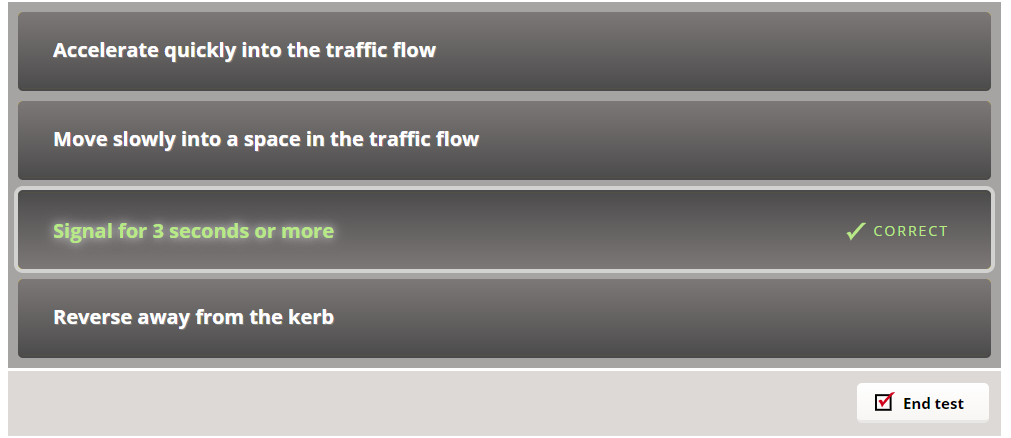 Accelerate quickly into the traffic flow
Move slowly into a space in the traffic flow
Signal for 3 seconds or more
CORRECT
Reverse away from the kerb
End test